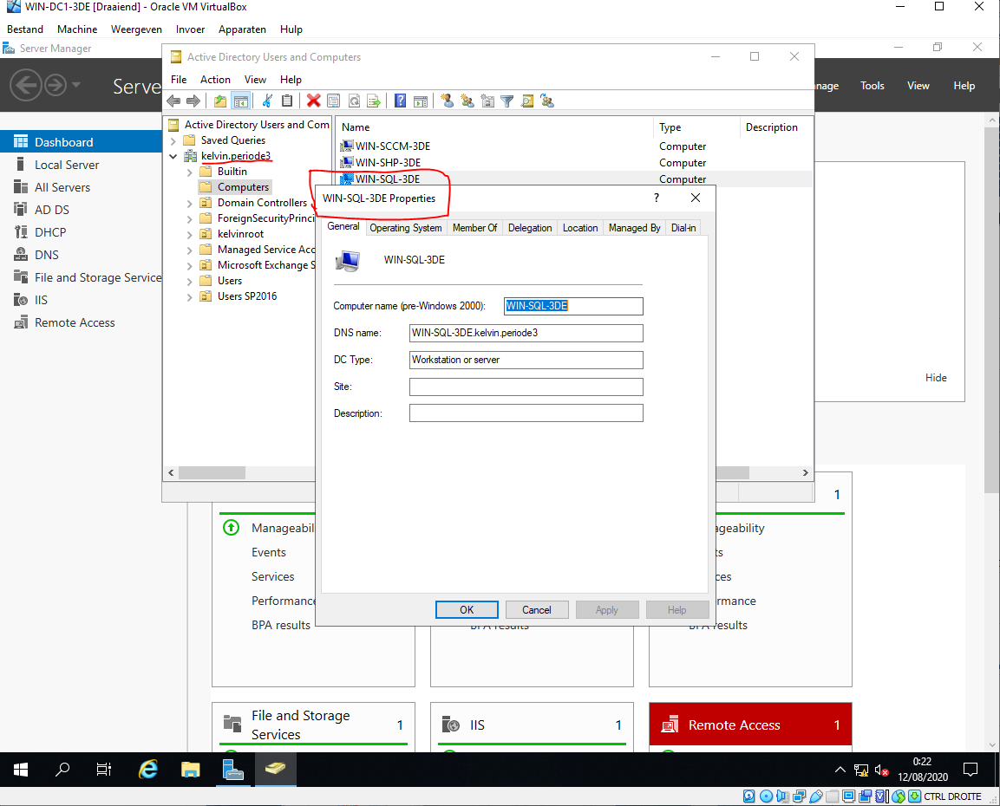 WIN-DC1-3DE [Draaiend] - Oracle VM VirtualBox
Bestand Machine Weergeven Invoer Apparaten Hulp
Server Manager
Serve
nage Tools View Help
Dashboard
Local Server
All Servers
AD DS
DHCP
DNS
File and Storage Service
IIS
Remote Access
Active Directory Users and Computers
File Action View Help
Active Directory Users and Com
Saved Queries
kelvin.periode3
Builtin
Computers
Domain Controllers
ForeignSecurityPrinci
kelvinroot
Managed Service Acc
Microsoft Exchange S
Users
Users SP2016
Name Type Description
WIN-SCCM-3DE Computer
WIN-SHP-3DE Computer
WIN-SQL-3DE Computer
WIN-SQL-3DE Properties
?
General Operating System Member Of Delegation Location Managed By Dial-in
WIN-SQL-3DE
Computer name (pre-Windows 2000): WIN-SQL-3DE
DNS name: WIN-SQL-3DE.kelvin.periode3
DC Type: Workstation or server
Site:
Description:
OK Cancel Apply Help
Hide
1
Manageabil
Events
Services
Performance
BPA results
BPA results
ageability
ts
ces
rmance
BPA results
File and Storage Services 1
IIS 1
Remote Access 1
0:22
12/08/2020
CTRL DROITE